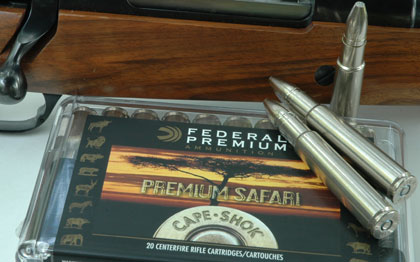 FEDERAL
PREMIUM
AMMUNITION
PREMIUM SAFARI
CAPE-SHOK
20 CENTERFIRE RIFLE CARTRIDGES/CARTOUCHES